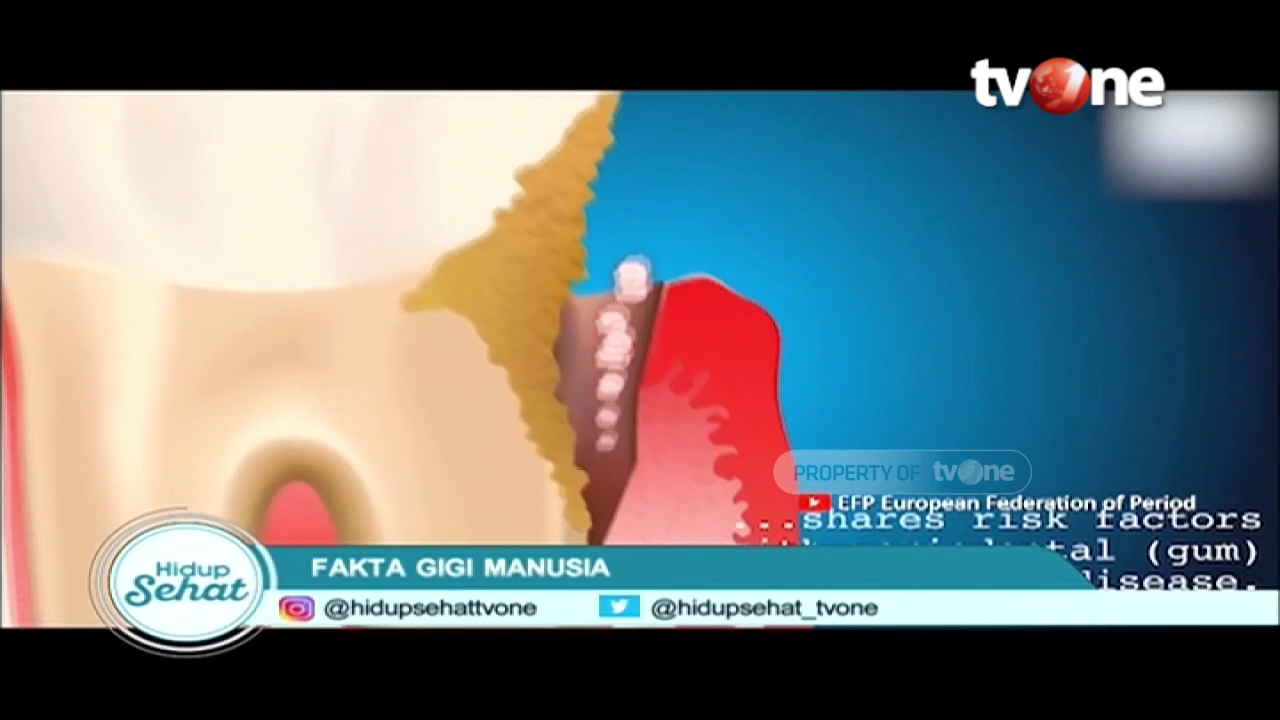 tvOne
PROPERTY OF tvOne
EFP European Federation of Period
...shares risk factors
al (gum)
disease.
Hidup
Sehat
FAKTA GIGI MANUSIA
@hidupsehattvone
@hidupsehat_tvone